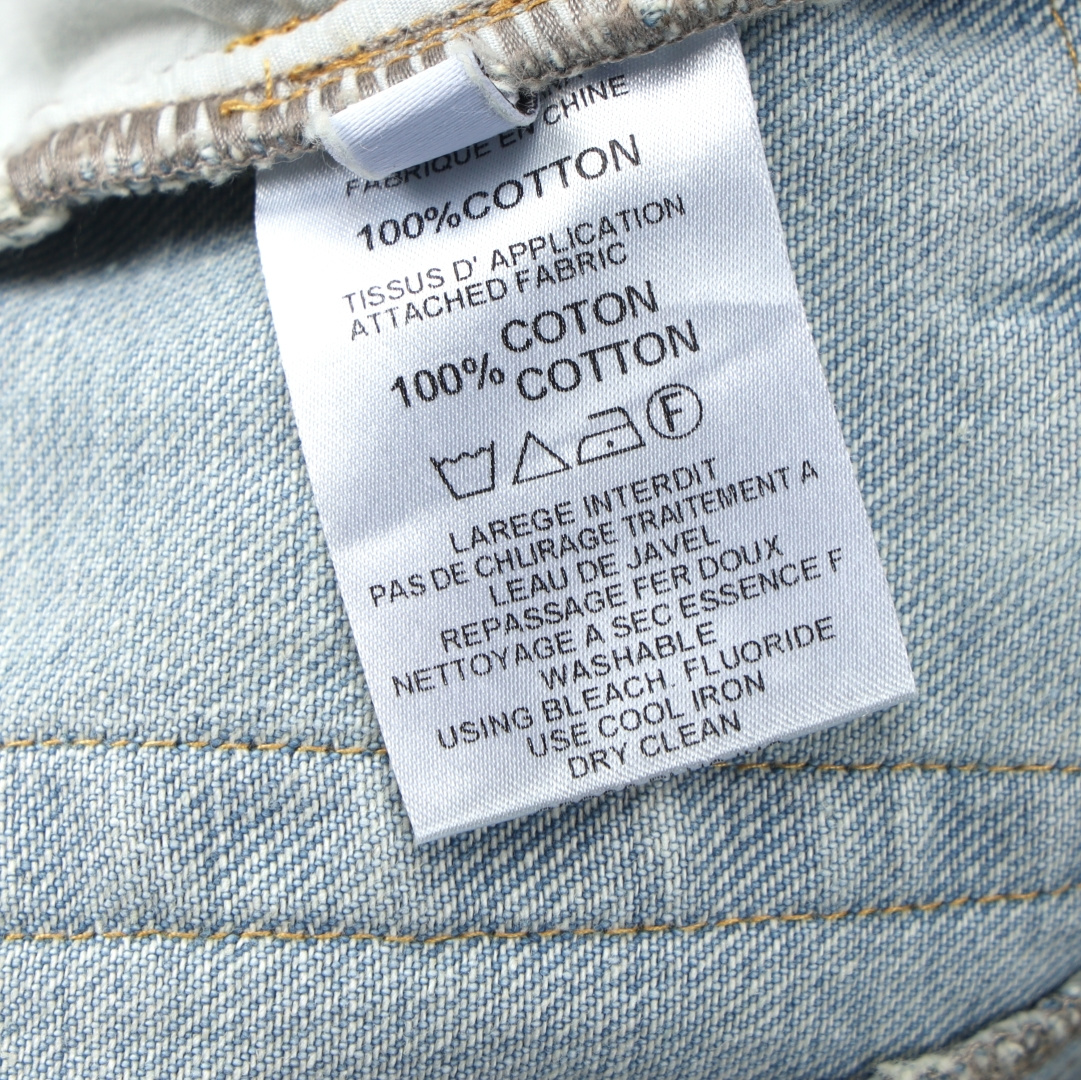 FABRIQUE EN CHINE
100%COTTON
TISSUS D' APPLICATION
ATTACHED FABRIC
100% COTON
COTTON
F
LAREGE INTERDIT
PAS DE CHLIRAGE TRAITEMENT A
LEAU DE JAVEL
REPASSAGE FER DOUX
NETTOYAGE A SEC ESSENCE F
WASHABLE
USING BLEACH. FLUORIDE
USE COOL IRON
DRY CLEAN